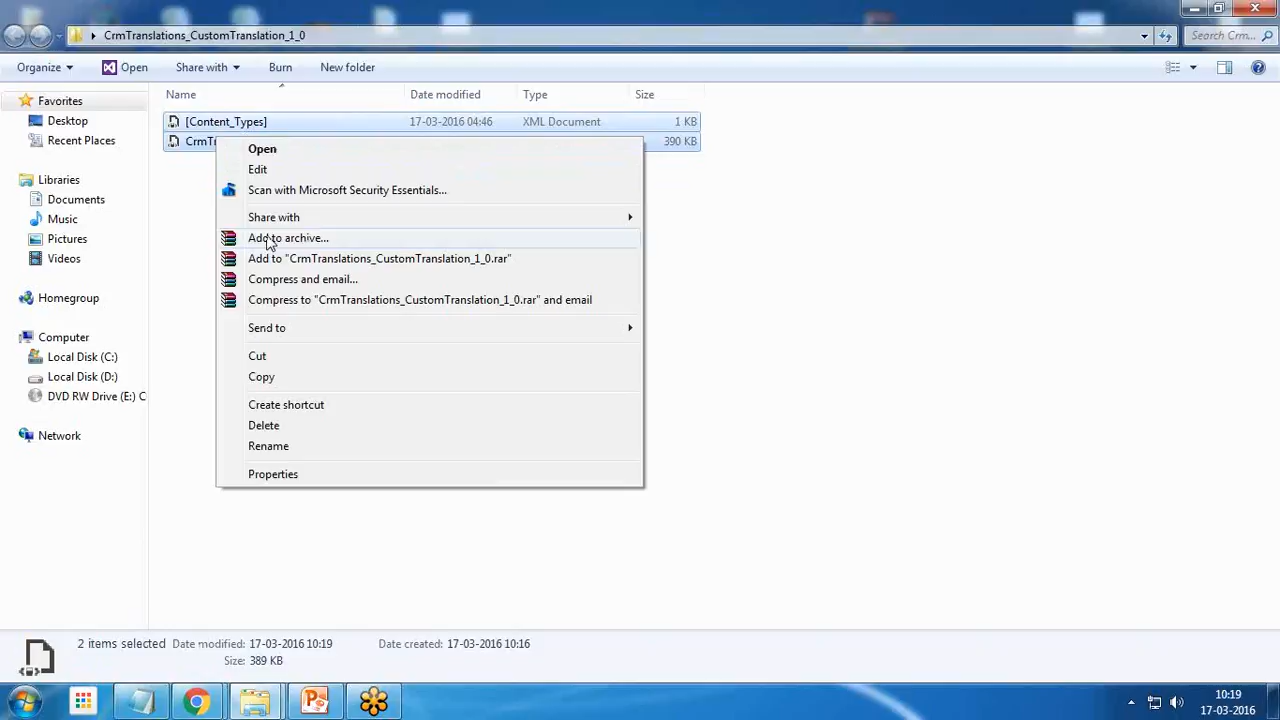 CrmTranslations_CustomTranslation_1_0
Search Crm...
Organize
Open
Share with
Burn
New folder
Name
Date modified
Type
Size
Favorites
Desktop
Recent Places
Libraries
Documents
Music
Pictures
Videos
Homegroup
Computer
Local Disk (C:)
Local Disk (D:)
DVD RW Drive (E:) C
Network
[Content_Types]
17-03-2016 04:46
XML Document
1 KB
CrmTr
390 KB
Open
Edit
Scan with Microsoft Security Essentials...
Share with
Add to archive...
Add to "CrmTranslations_CustomTranslation_1_0.rar"
Compress and email...
Compress to "CrmTranslations_CustomTranslation_1_0.rar" and email
Send to
Cut
Copy
Create shortcut
Delete
Rename
Properties
2 items selected
Date modified: 17-03-2016 10:19
Date created: 17-03-2016 10:16
Size: 389 KB
10:19
17-03-2016